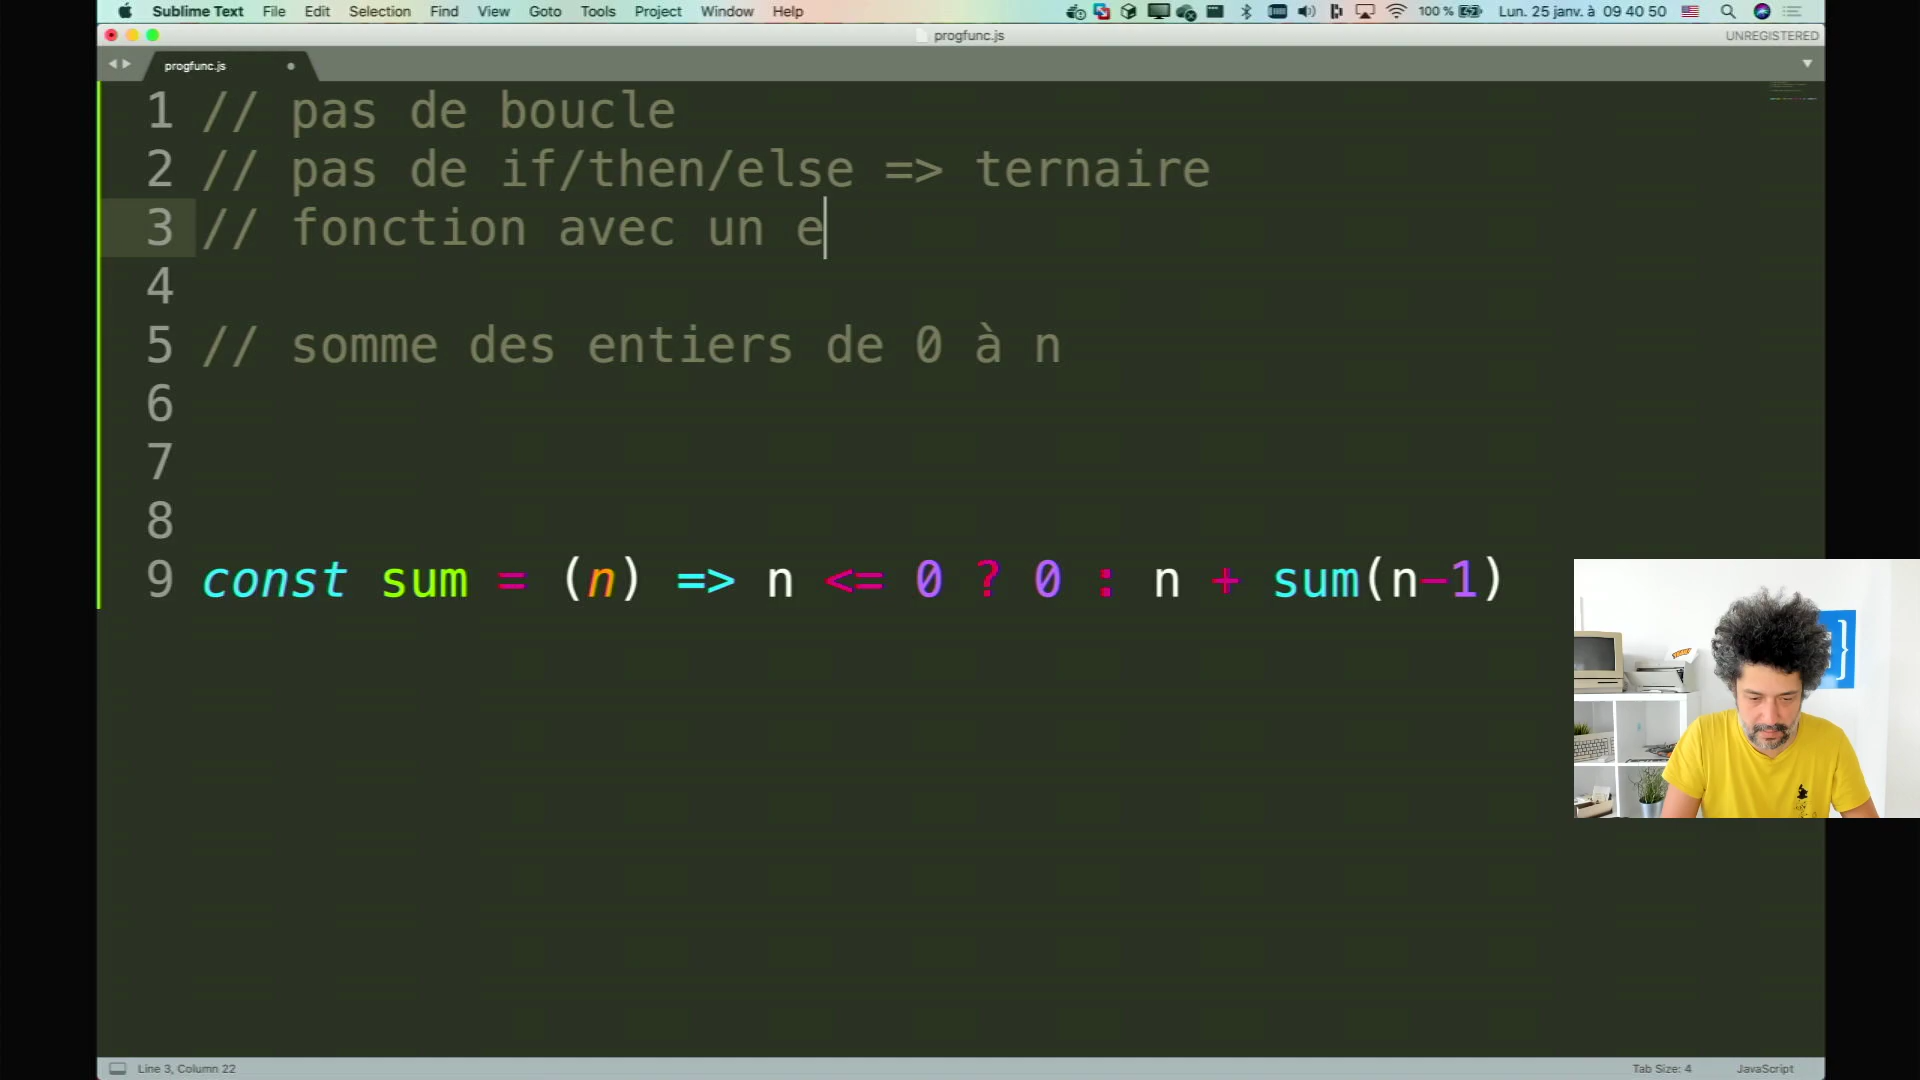 Sublime Text File Edit Selection Find View Goto Tools Project Window Help 100 % Lun. 25 janv. à 09 40 50
progfunc.js UNREGISTERED
progfunc.js
1 // pas de boucle
2 // pas de if/then/else => ternaire
3 // fonction avec un e
4
5 // somme des entiers de 0 à n
6
7
8
9 const sum = (n) => n <= 0 ? 0 : n + sum(n-1)
Line 3, Column 22 Tab Size: 4 JavaScript